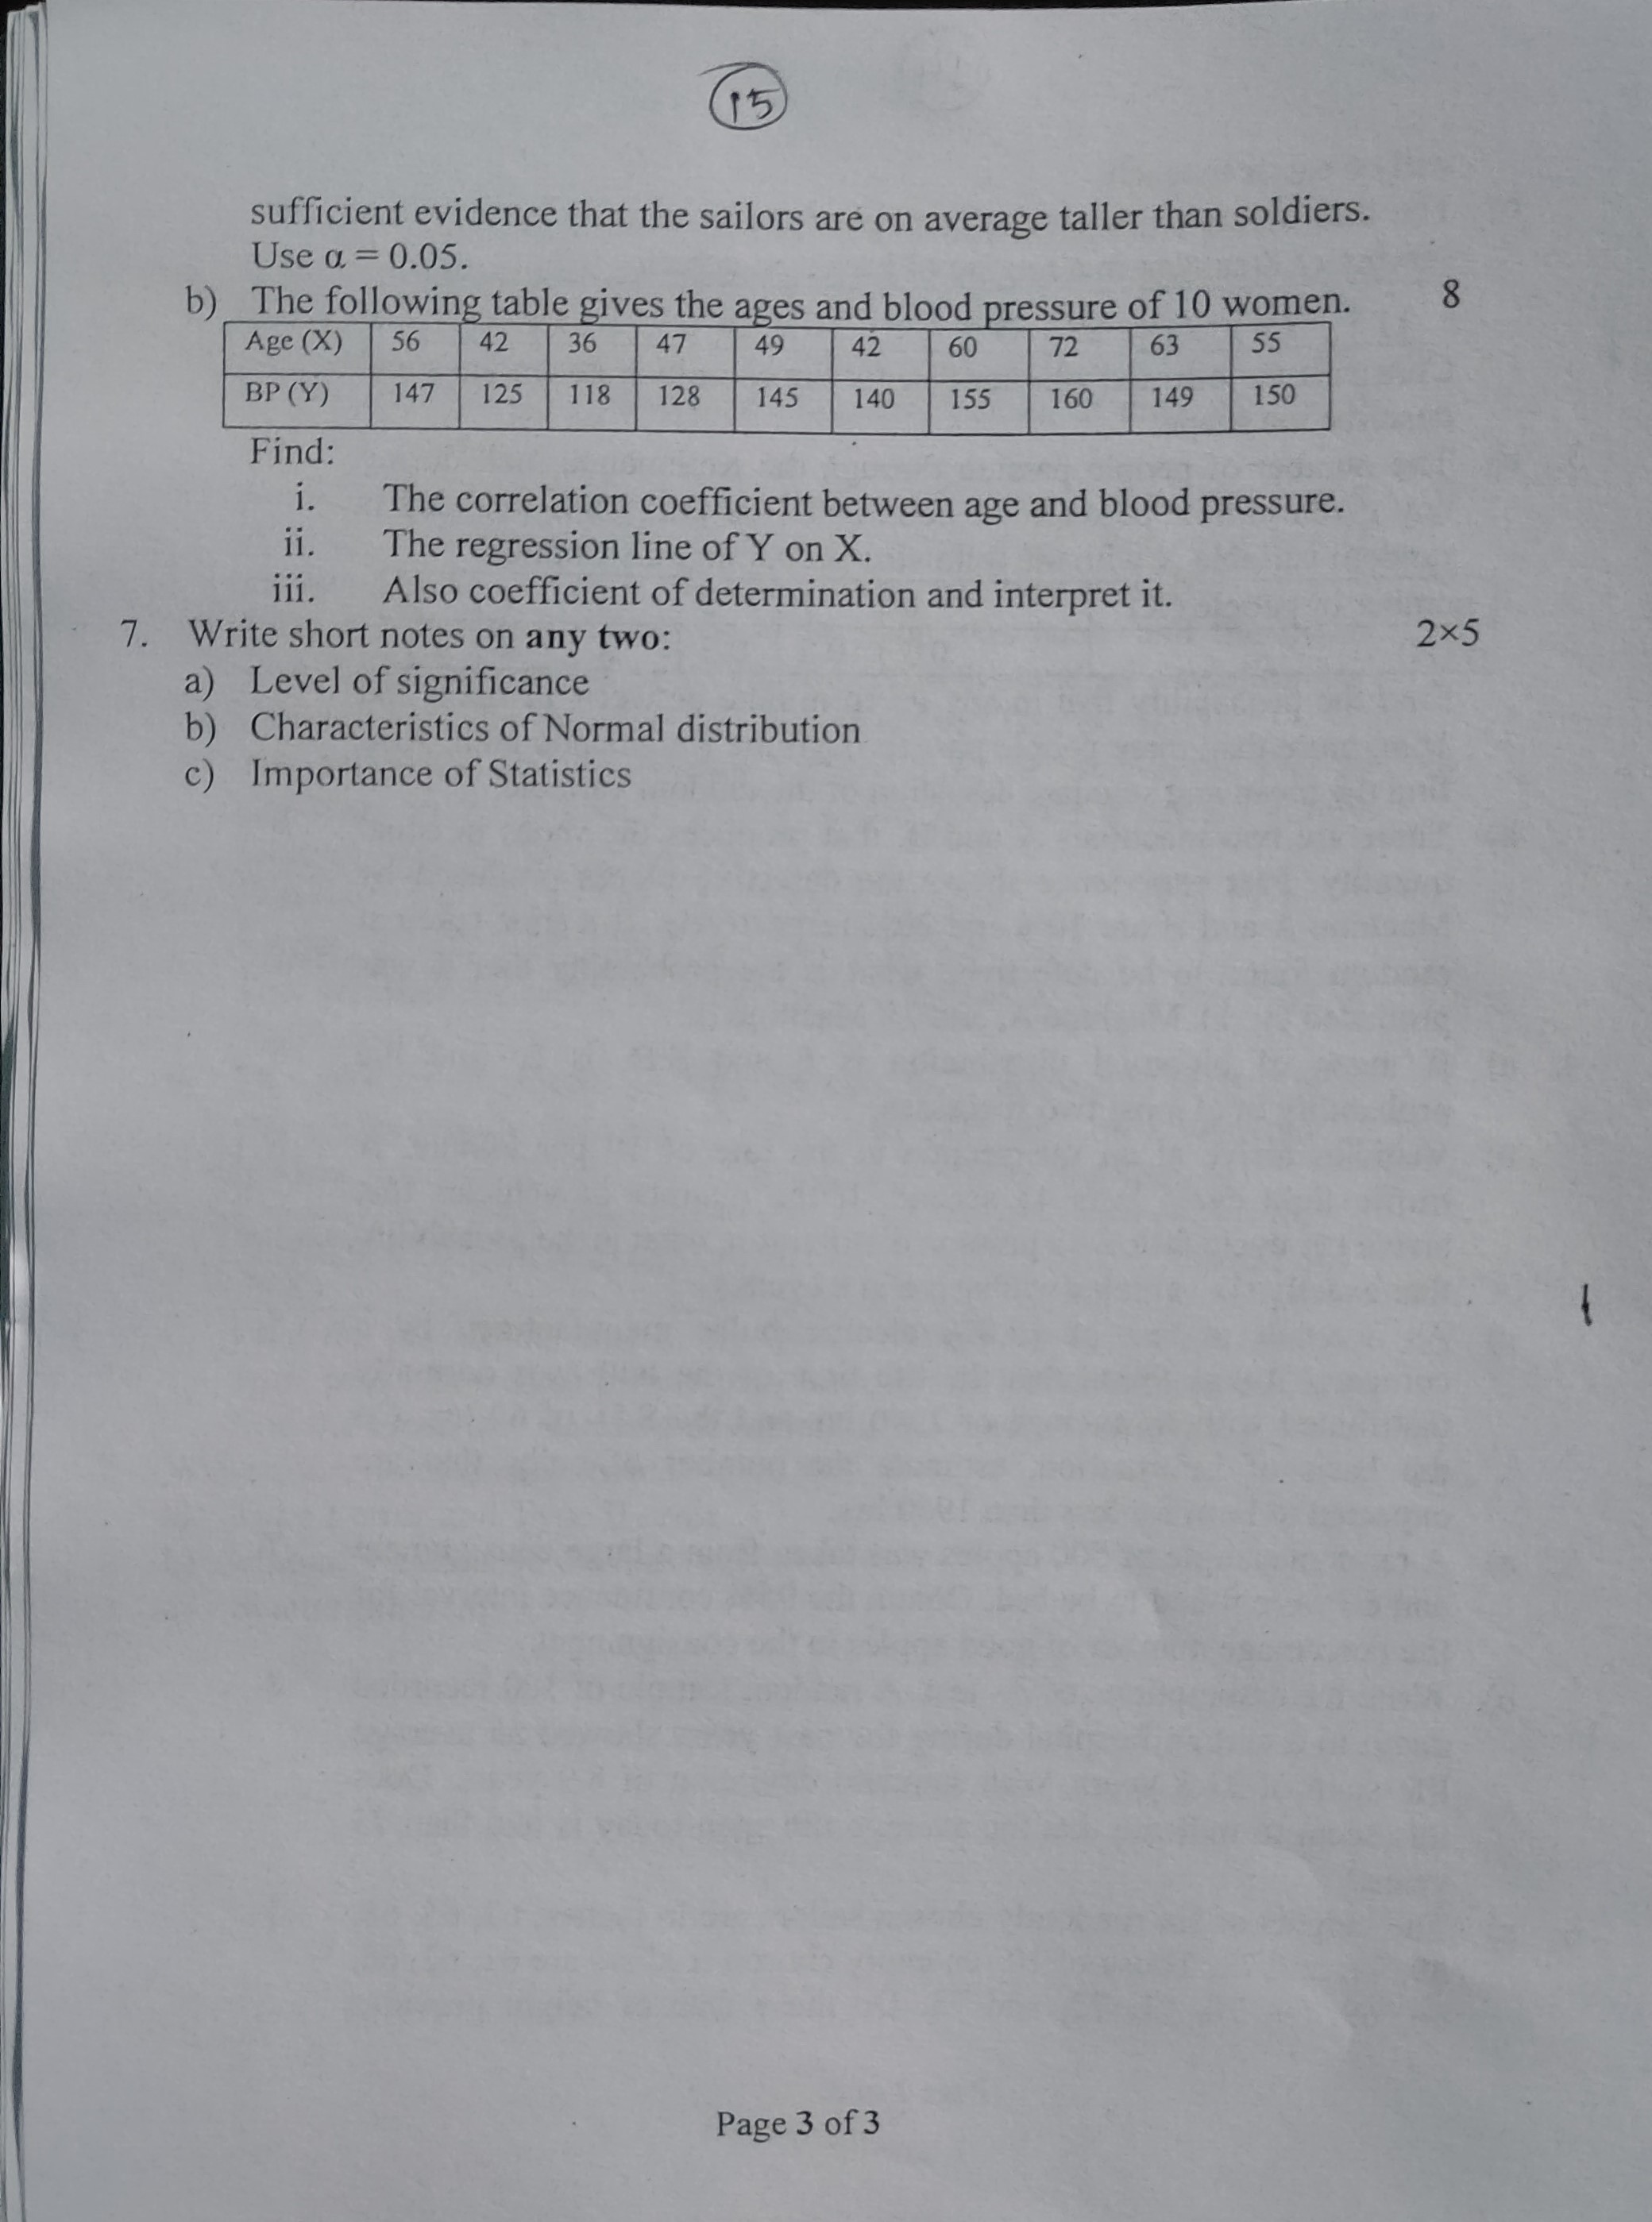 15
sufficient evidence that the sailors are on average taller than soldiers.
Use α = 0.05.
b) The following table gives the ages and blood pressure of 10 women. 8
Age (X) 56 42 36 47 49 42 60 72 63 55
BP (Y) 147 125 118 128 145 140 155 160 149 150
Find:
i. The correlation coefficient between age and blood pressure.
ii. The regression line of Y on X.
iii. Also coefficient of determination and interpret it.
7. Write short notes on any two: 2×5
a) Level of significance
b) Characteristics of Normal distribution
c) Importance of Statistics
Page 3 of 3